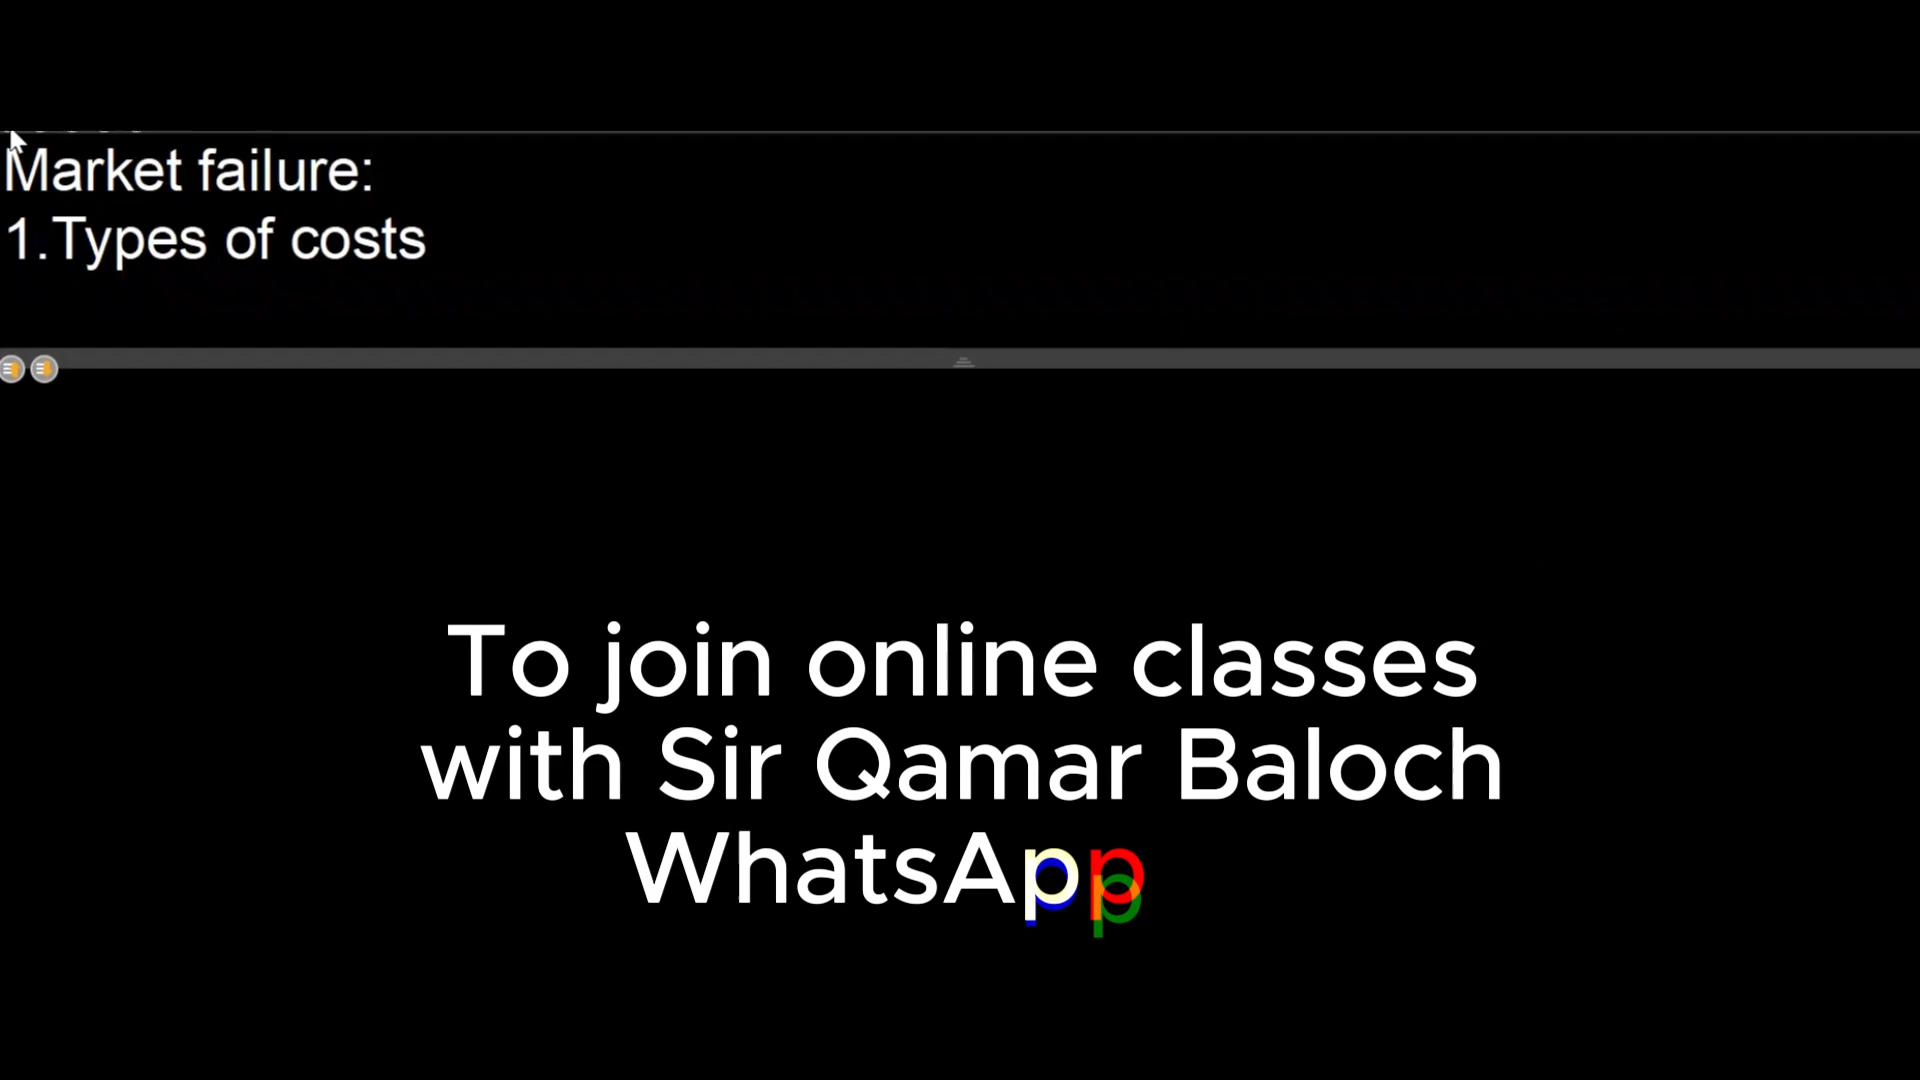 Market failure:
1.Types of costs
To join online classes
with Sir Qamar Baloch
WhatsApp